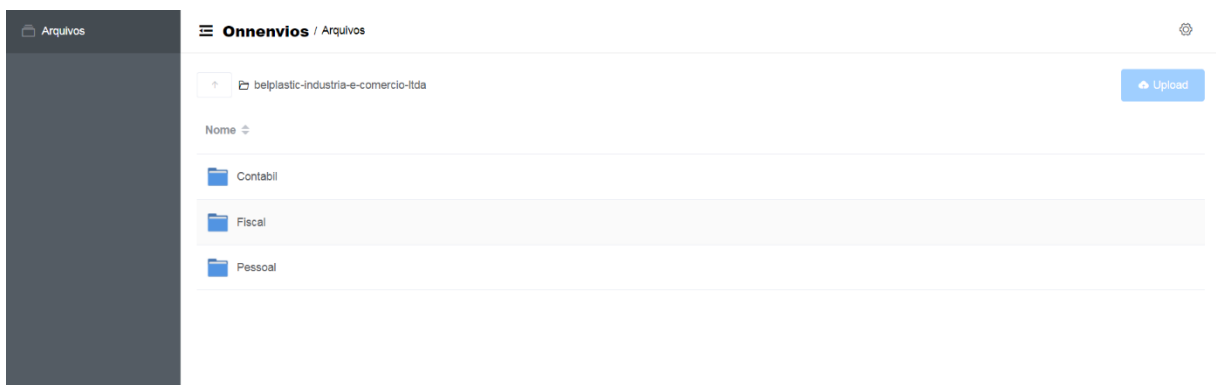 Arquivos
Onnenvios / Arquivos
belplastic-industria-e-comercio-ltda
Upload
Nome
Contabil
Fiscal
Pessoal